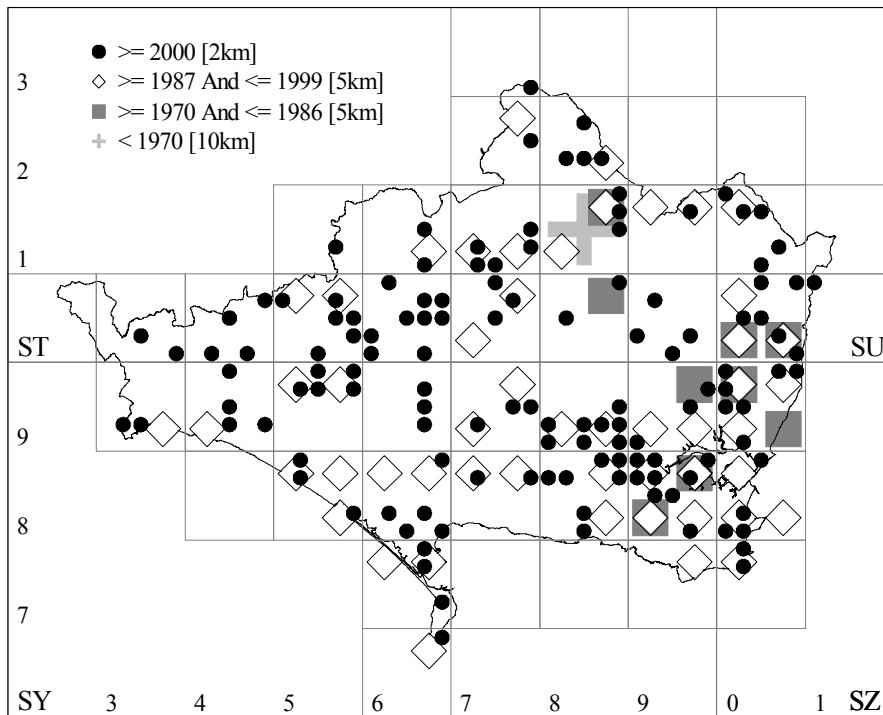 3
>= 2000 [2km]
>= 1987 And <= 1999 [5km]
>= 1970 And <= 1986 [5km]
< 1970 [10km]
2
1
ST SU
9
8
7
SY 3 4 5 6 7 8 9 0 1 SZ